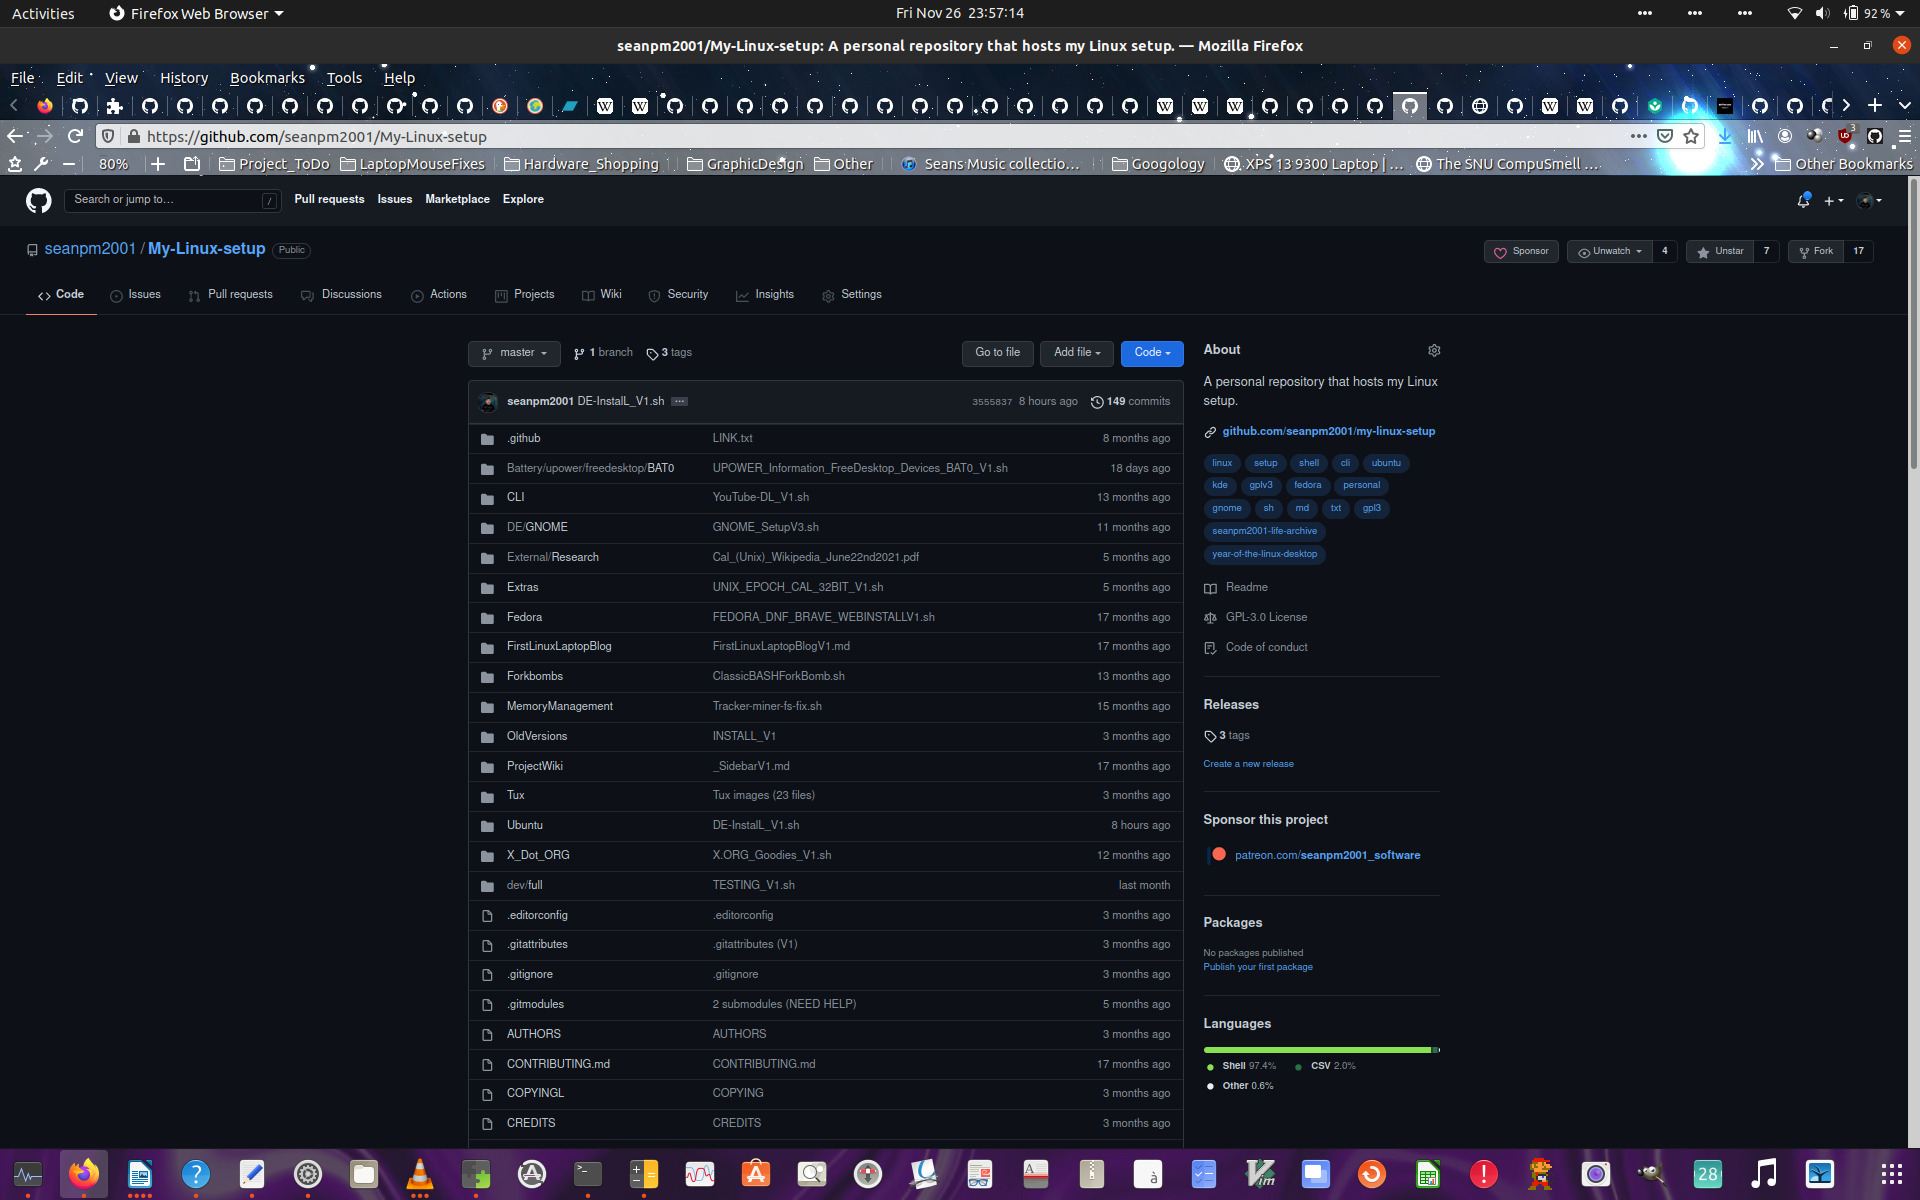 Activities Firefox Web Browser Fri Nov 26 23:57:14 ••• ••• ••• 92 %
seanpm2001/My-Linux-setup: A personal repository that hosts my Linux setup. — Mozilla Firefox
File Edit View History Bookmarks Tools Help
https://github.com/seanpm2001/My-Linux-setup 3
80% Project_ToDo LaptopMouseFixes Hardware_Shopping GraphicDesign Other Seans Music collectio… Googology XPS 13 9300 Laptop | … The SNU CompuSmell … Other Bookmarks
Search or jump to… / Pull requests Issues Marketplace Explore
seanpm2001 / My-Linux-setup Public Sponsor Unwatch 4 Unstar 7 Fork 17
Code Issues Pull requests Discussions Actions Projects Wiki Security Insights Settings
master 1 branch 3 tags Go to file Add file Code
seanpm2001 DE-InstalL_V1.sh ••• 3555837 8 hours ago 149 commits
.github LINK.txt 8 months ago
Battery/upower/freedesktop/BAT0 UPOWER_Information_FreeDesktop_Devices_BAT0_V1.sh 18 days ago
CLI YouTube-DL_V1.sh 13 months ago
DE/GNOME GNOME_SetupV3.sh 11 months ago
External/Research Cal_(Unix)_Wikipedia_June22nd2021.pdf 5 months ago
Extras UNIX_EPOCH_CAL_32BIT_V1.sh 5 months ago
Fedora FEDORA_DNF_BRAVE_WEBINSTALLV1.sh 17 months ago
FirstLinuxLaptopBlog FirstLinuxLaptopBlogV1.md 17 months ago
Forkbombs ClassicBASHForkBomb.sh 13 months ago
MemoryManagement Tracker-miner-fs-fix.sh 15 months ago
OldVersions INSTALL_V1 3 months ago
ProjectWiki _SidebarV1.md 17 months ago
Tux Tux images (23 files) 3 months ago
Ubuntu DE-InstalL_V1.sh 8 hours ago
X_Dot_ORG X.ORG_Goodies_V1.sh 12 months ago
dev/full TESTING_V1.sh last month
.editorconfig .editorconfig 3 months ago
.gitattributes .gitattributes (V1) 3 months ago
.gitignore .gitignore 3 months ago
.gitmodules 2 submodules (NEED HELP) 5 months ago
AUTHORS AUTHORS 3 months ago
CONTRIBUTING.md CONTRIBUTING.md 17 months ago
COPYINGL COPYING 3 months ago
CREDITS CREDITS 3 months ago
About
A personal repository that hosts my Linux
setup.
github.com/seanpm2001/my-linux-setup
linux setup shell cli ubuntu
kde gplv3 fedora personal
gnome sh md txt gpl3
seanpm2001-life-archive
year-of-the-linux-desktop
Readme
GPL-3.0 License
Code of conduct
Releases
3 tags
Create a new release
Sponsor this project
patreon.com/seanpm2001_software
Packages
No packages published
Publish your first package
Languages
Shell 97.4% CSV 2.0%
Other 0.6%
28